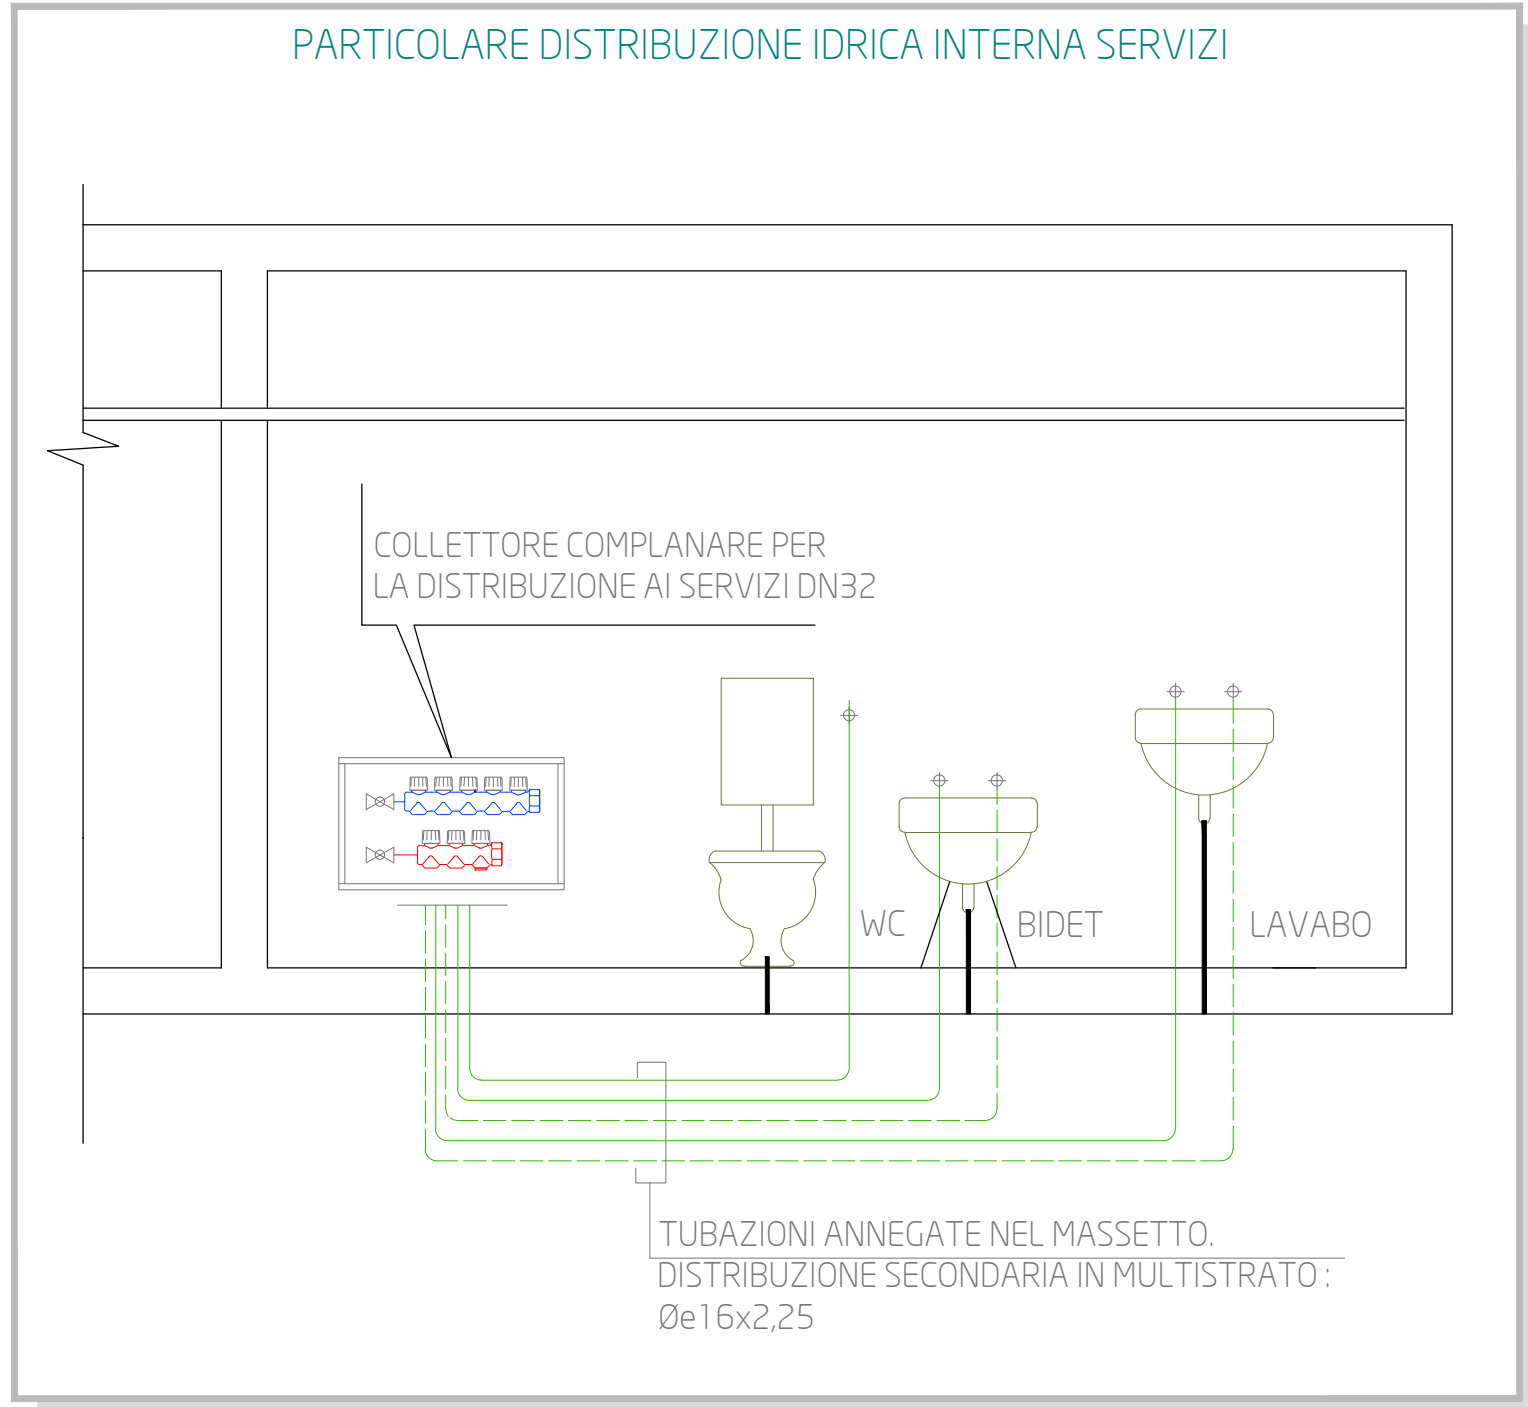 PARTICOLARE DISTRIBUZIONE IDRICA INTERNA SERVIZI
COLLETTORE COMPLANARE PER
LA DISTRIBUZIONE AI SERVIZI DN32
WC
BIDET
LAVABO
TUBAZIONI ANNEGATE NEL MASSETTO.
DISTRIBUZIONE SECONDARIA IN MULTISTRATO :
Øe16x2,25